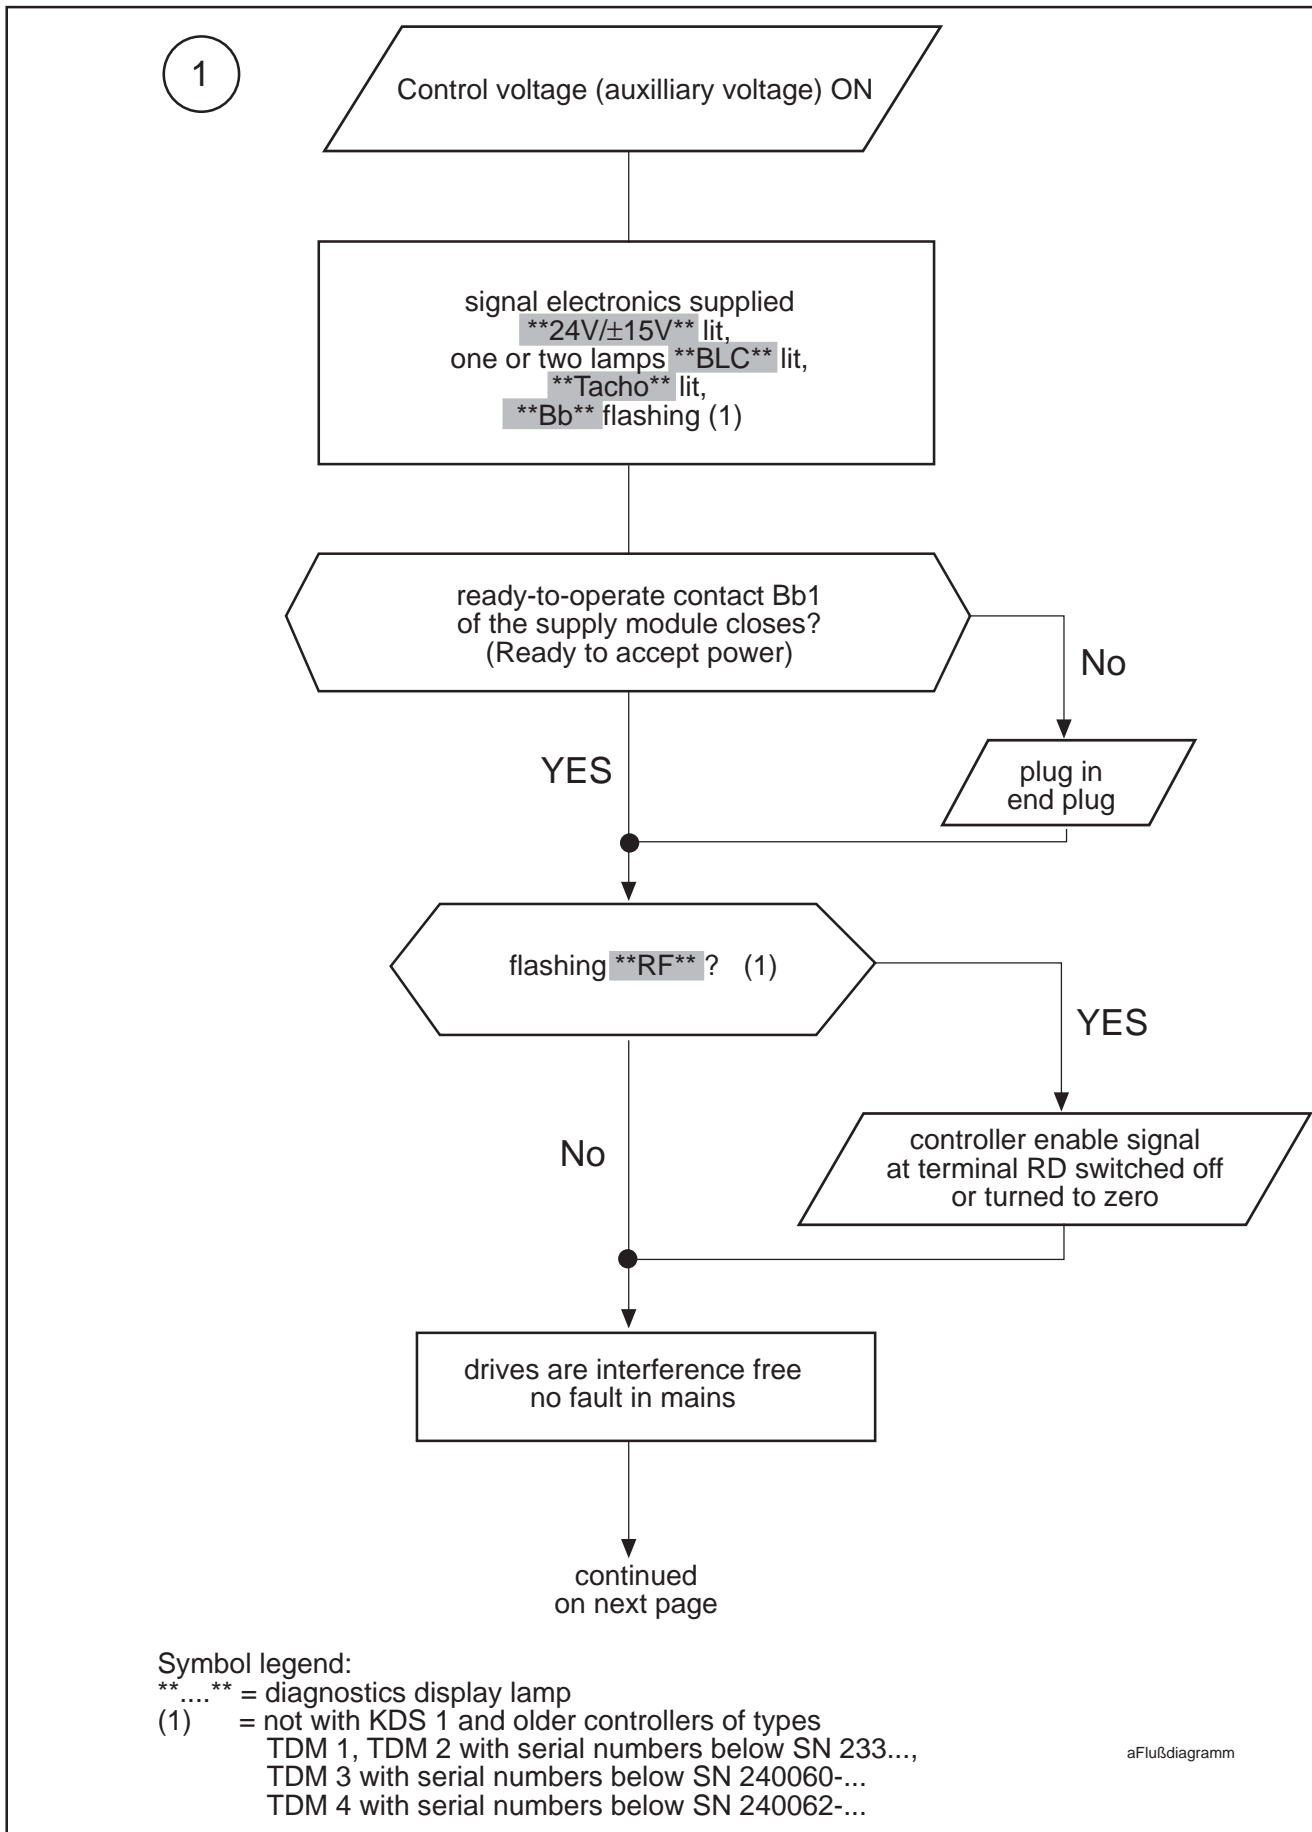 1
Control voltage (auxilliary voltage) ON
signal electronics supplied
**24V/±15V** lit,
one or two lamps **BLC** lit,
**Tacho** lit,
**Bb** flashing (1)
ready-to-operate contact Bb1
of the supply module closes?
(Ready to accept power)
No
YES
plug in
end plug
flashing **RF** ? (1)
YES
No
controller enable signal
at terminal RD switched off
or turned to zero
drives are interference free
no fault in mains
continued
on next page
Symbol legend:
**....** = diagnostics display lamp
(1) = not with KDS 1 and older controllers of types
TDM 1, TDM 2 with serial numbers below SN 233...,
TDM 3 with serial numbers below SN 240060-...
TDM 4 with serial numbers below SN 240062-...
aFlußdiagramm